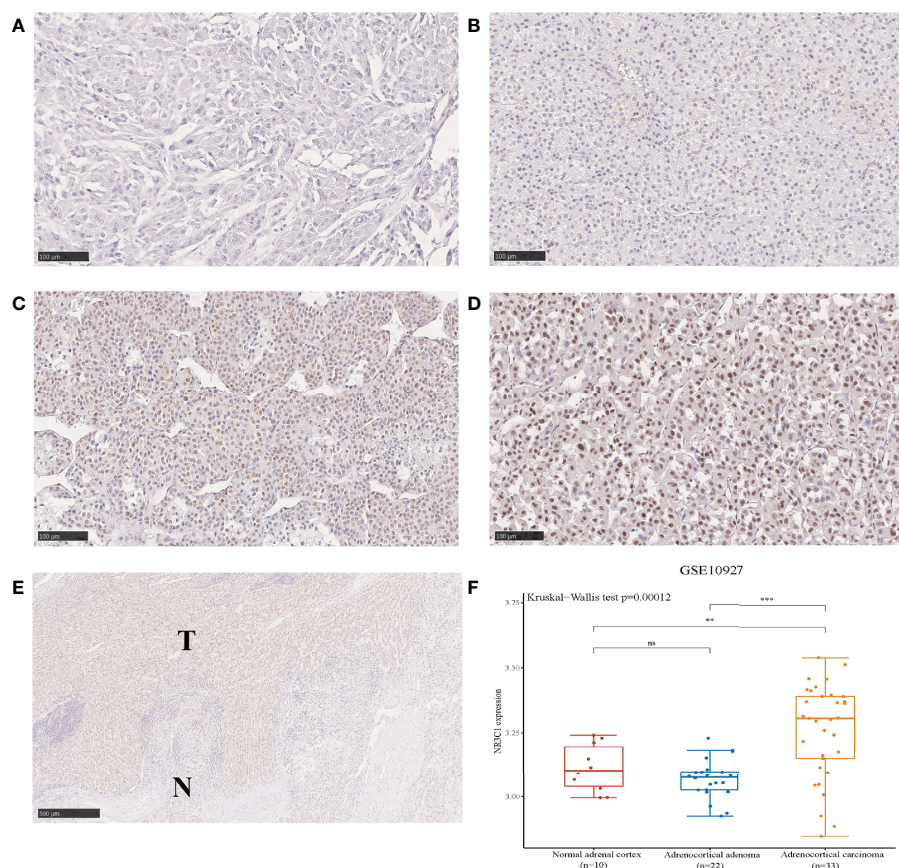 A
B
100 μm
100 μm
C
D
100 μm
100 μm
E
T
N
500 μm
F
GSE10927
Kruskal−Wallis test p=0.00012
***
**
ns
NR3C1 expression
3.75
3.50
3.25
3.00
Normal adrenal cortex
(n=10)
Adrenocortical adnoma
(n=22)
Adrenocortical carcinoma
(n=33)